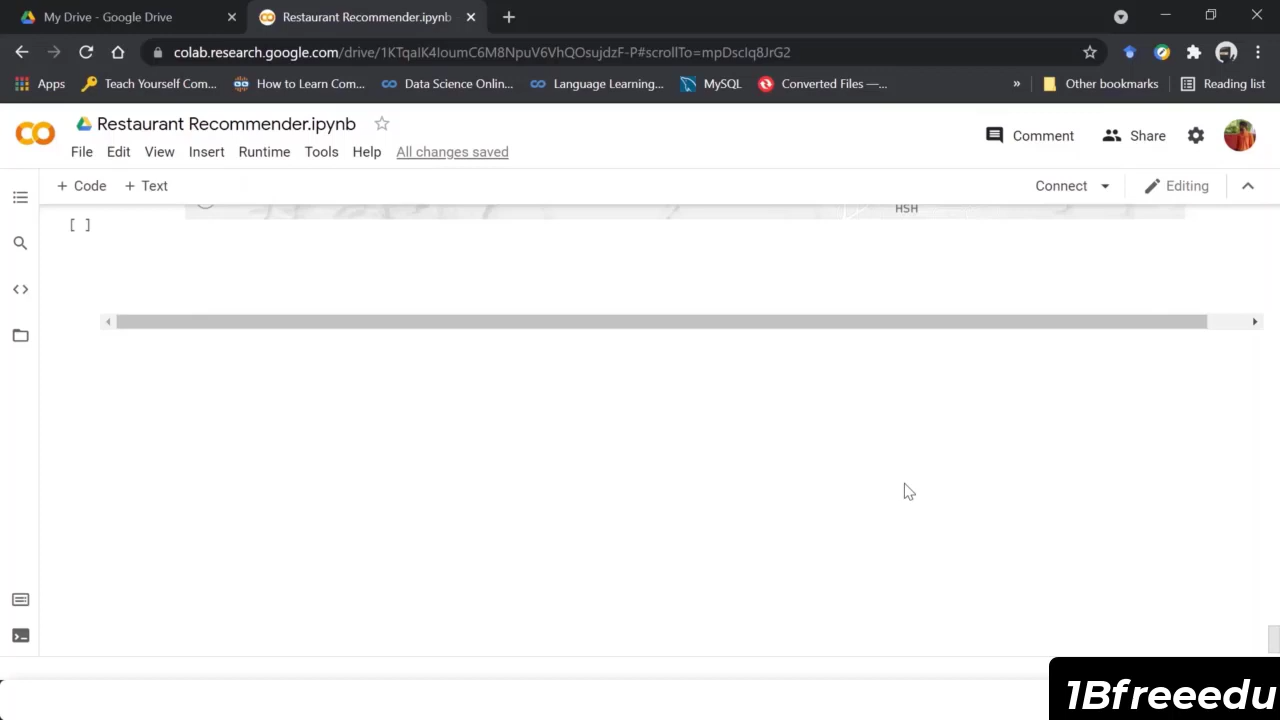 My Drive - Google Drive
Restaurant Recommender.ipynb
colab.research.google.com/drive/1KTqaIK4IoumC6M8NpuV6VhQOsujdzF-P#scrollTo=mpDscIq8JrG2
Apps
Teach Yourself Com...
How to Learn Com...
Data Science Onlin...
Language Learning,...
MySQL
Converted Files —...
»
Other bookmarks
Reading list
Restaurant Recommender.ipynb
Comment
Share
File Edit View Insert Runtime Tools Help All changes saved
+ Code + Text
Connect
Editing
HSH
[ ]
1Bfreeedu